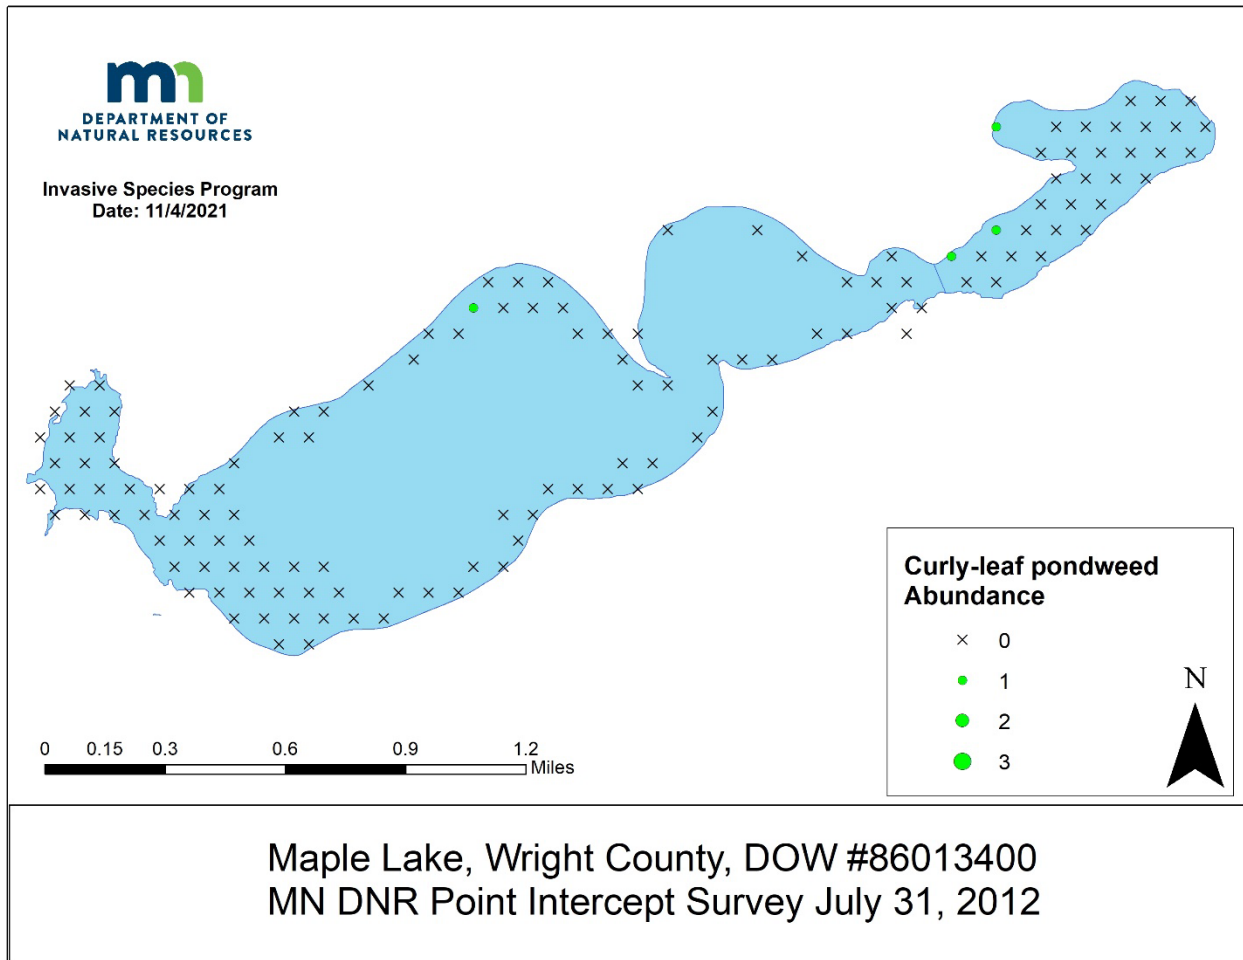 mn
DEPARTMENT OF
NATURAL RESOURCES
Invasive Species Program
Date: 11/4/2021
Curly-leaf pondweed
Abundance
0
1
2
3
N
0 0.15 0.3 0.6 0.9 1.2
Miles
Maple Lake, Wright County, DOW #86013400
MN DNR Point Intercept Survey July 31, 2012